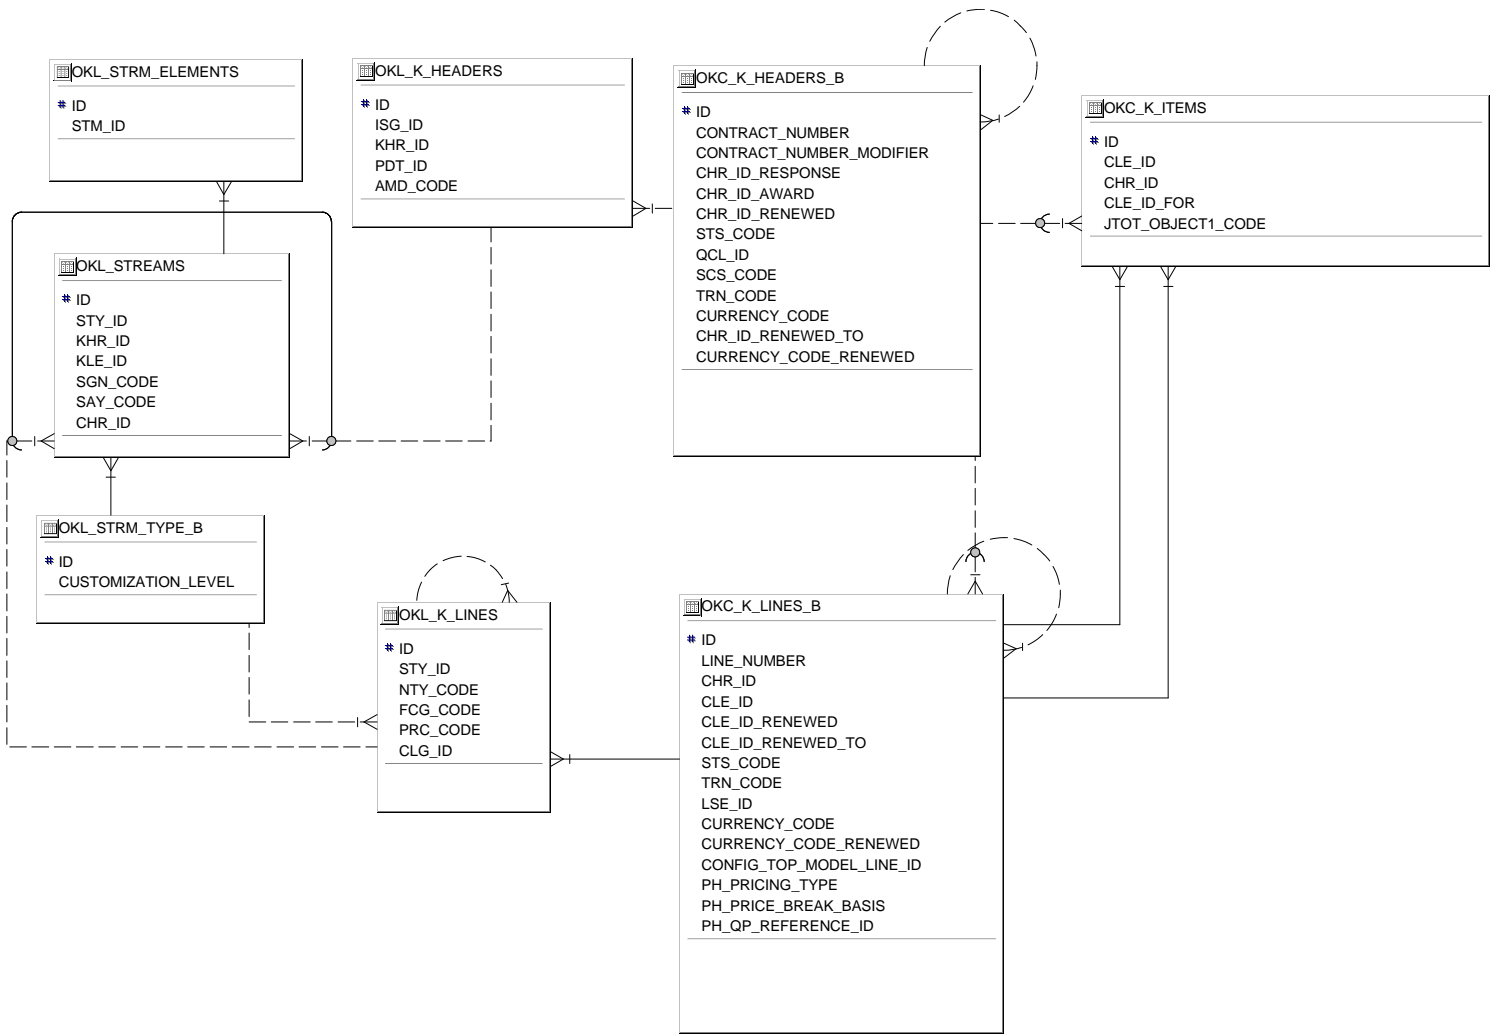 OKL_STRM_ELEMENTS
# ID
STM_ID
OKL_K_HEADERS
# ID
ISG_ID
KHR_ID
PDT_ID
AMD_CODE
OKC_K_HEADERS_B
# ID
CONTRACT_NUMBER
CONTRACT_NUMBER_MODIFIER
CHR_ID_RESPONSE
CHR_ID_AWARD
CHR_ID_RENEWED
STS_CODE
QCL_ID
SCS_CODE
TRN_CODE
CURRENCY_CODE
CHR_ID_RENEWED_TO
CURRENCY_CODE_RENEWED
OKC_K_ITEMS
# ID
CLE_ID
CHR_ID
CLE_ID_FOR
JTOT_OBJECT1_CODE
OKL_STREAMS
# ID
STY_ID
KHR_ID
KLE_ID
SGN_CODE
SAY_CODE
CHR_ID
OKL_STRM_TYPE_B
# ID
CUSTOMIZATION_LEVEL
OKL_K_LINES
# ID
STY_ID
NTY_CODE
FCG_CODE
PRC_CODE
CLG_ID
OKC_K_LINES_B
# ID
LINE_NUMBER
CHR_ID
CLE_ID
CLE_ID_RENEWED
CLE_ID_RENEWED_TO
STS_CODE
TRN_CODE
LSE_ID
CURRENCY_CODE
CURRENCY_CODE_RENEWED
CONFIG_TOP_MODEL_LINE_ID
PH_PRICING_TYPE
PH_PRICE_BREAK_BASIS
PH_QP_REFERENCE_ID